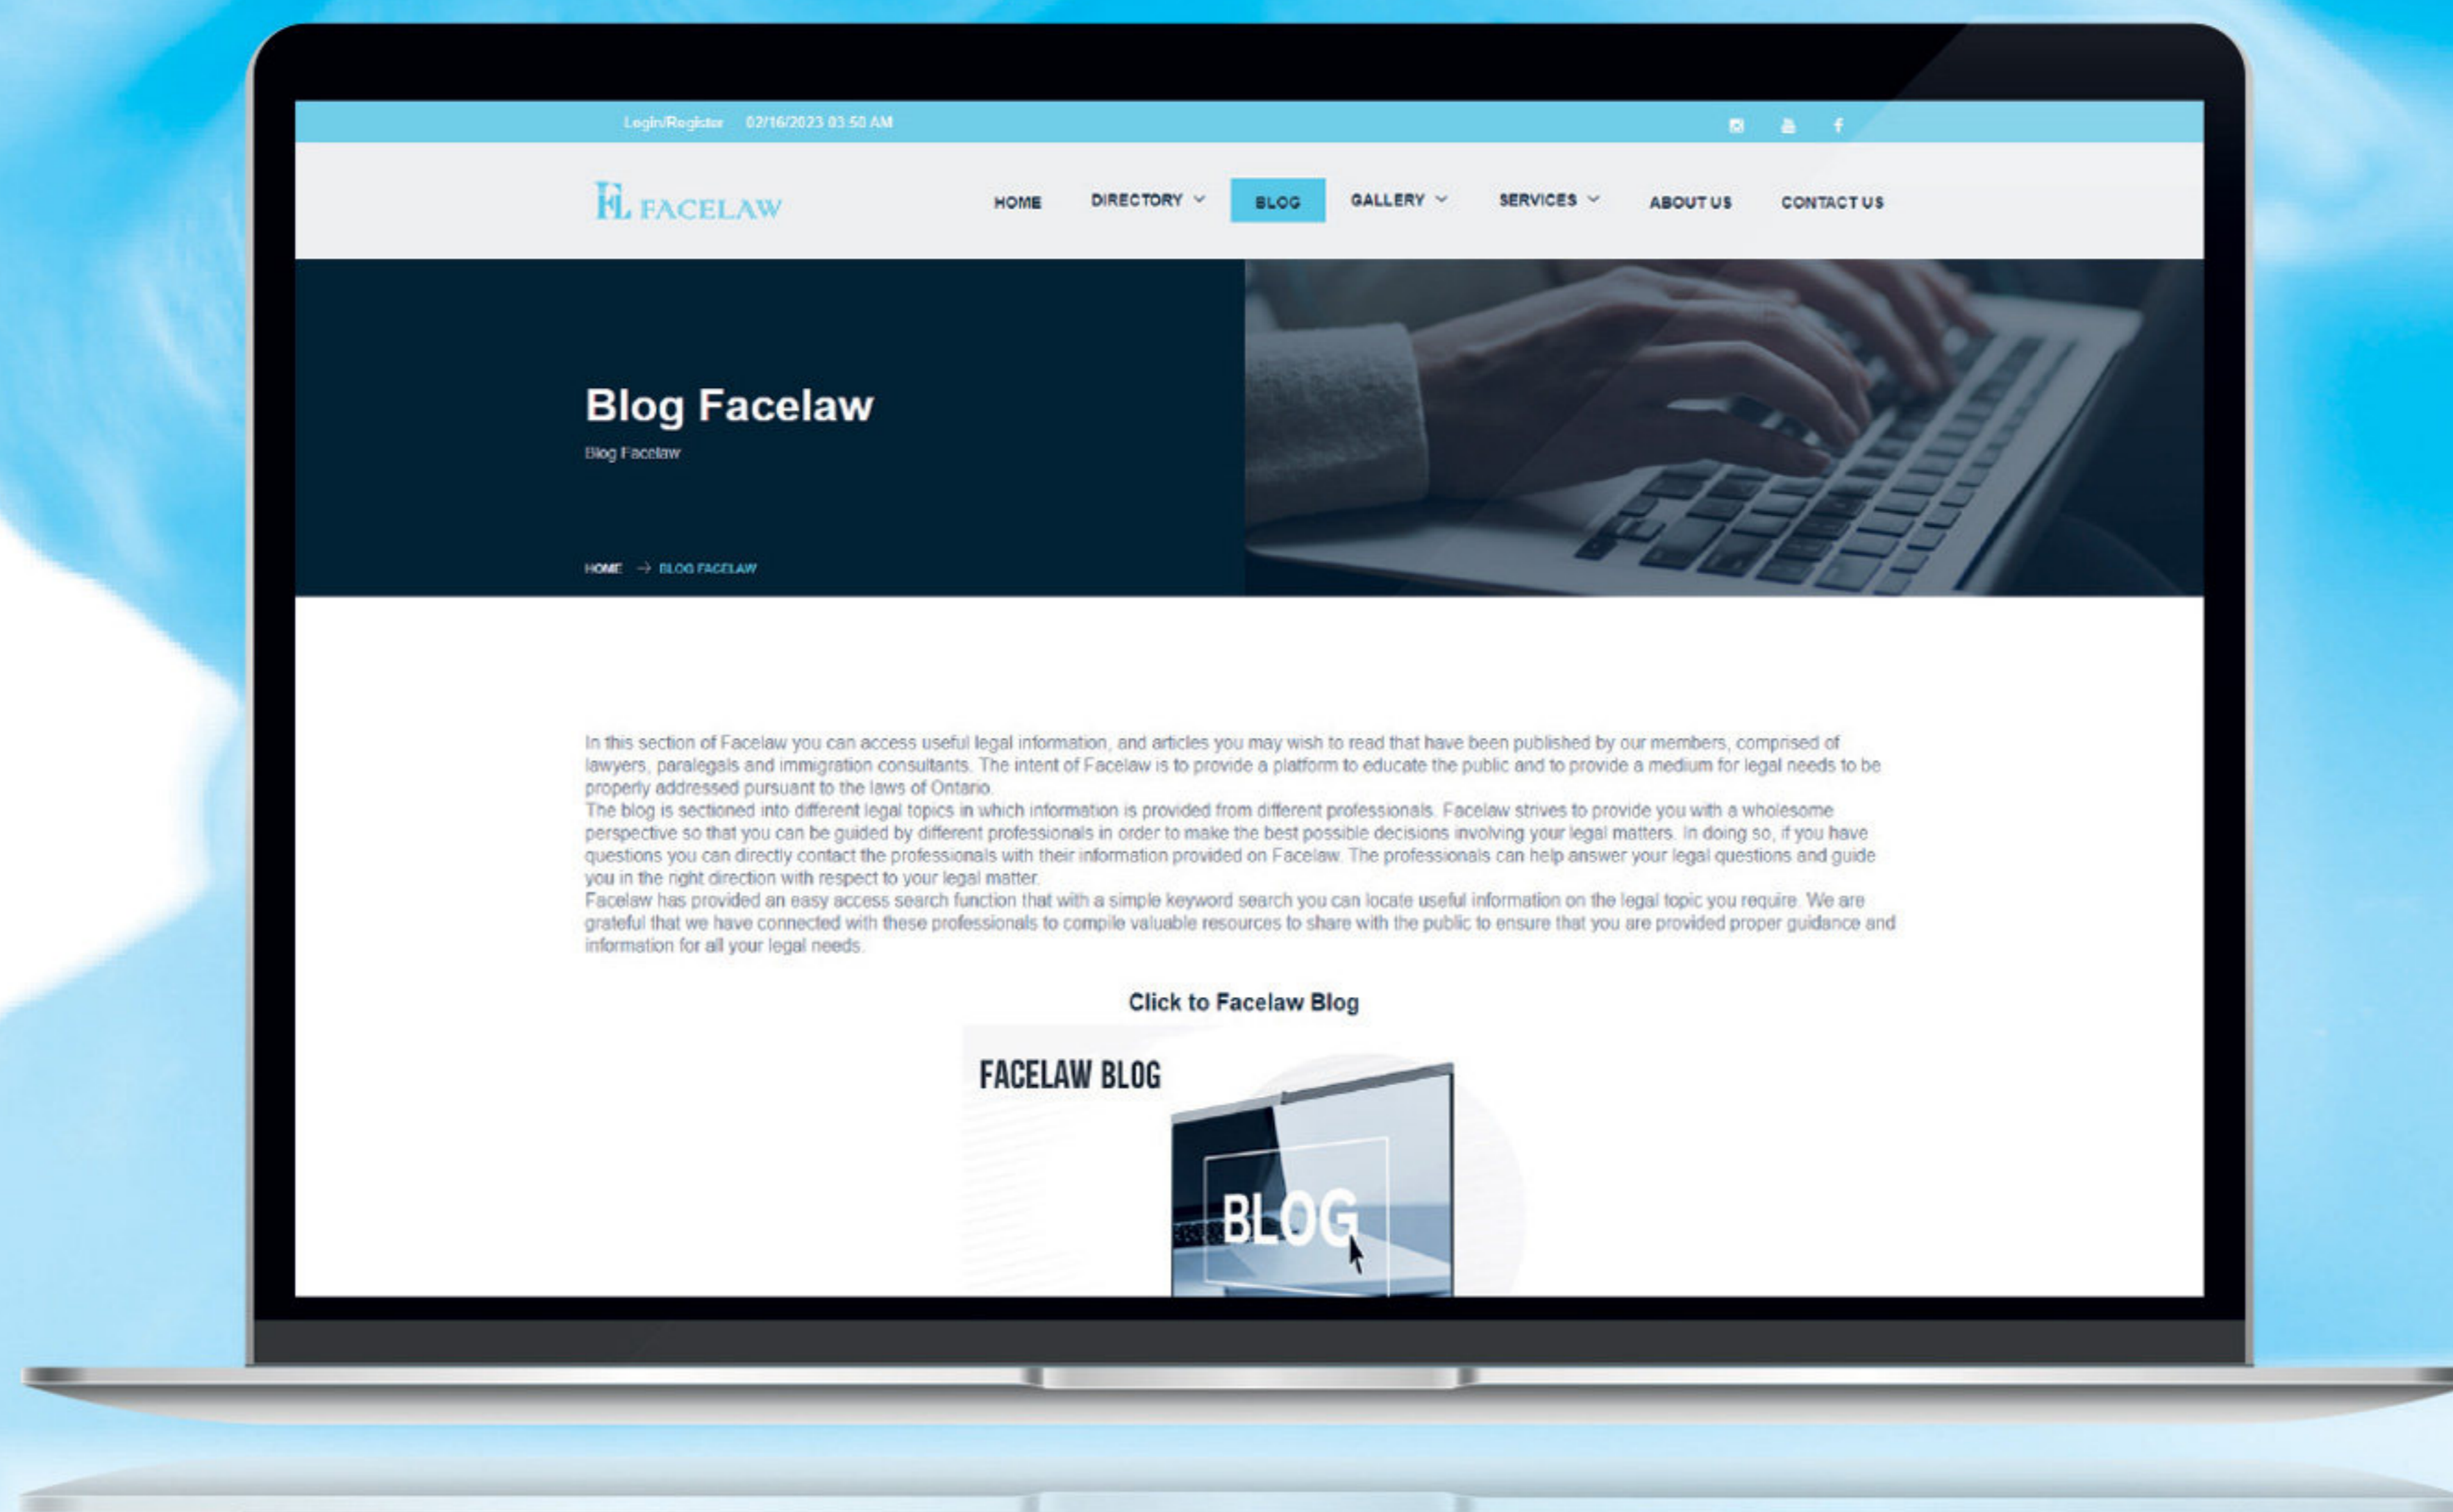 Login/Register 02/16/2023 03:50 AM
FL FACELAW
HOME DIRECTORY BLOG GALLERY SERVICES ABOUT US CONTACT US
Blog Facelaw
Blog Facelaw
HOME → BLOG FACELAW
In this section of Facelaw you can access useful legal information, and articles you may wish to read that have been published by our members, comprised of
lawyers, paralegals and immigration consultants. The intent of Facelaw is to provide a platform to educate the public and to provide a medium for legal needs to be
properly addressed pursuant to the laws of Ontario.
The blog is sectioned into different legal topics in which information is provided from different professionals. Facelaw strives to provide you with a wholesome
perspective so that you can be guided by different professionals in order to make the best possible decisions involving your legal matters. In doing so, if you have
questions you can directly contact the professionals with their information provided on Facelaw. The professionals can help answer your legal questions and guide
you in the right direction with respect to your legal matter.
Facelaw has provided an easy access search function that with a simple keyword search you can locate useful information on the legal topic you require. We are
grateful that we have connected with these professionals to compile valuable resources to share with the public to ensure that you are provided proper guidance and
information for all your legal needs.
Click to Facelaw Blog
FACELAW BLOG
BLOG